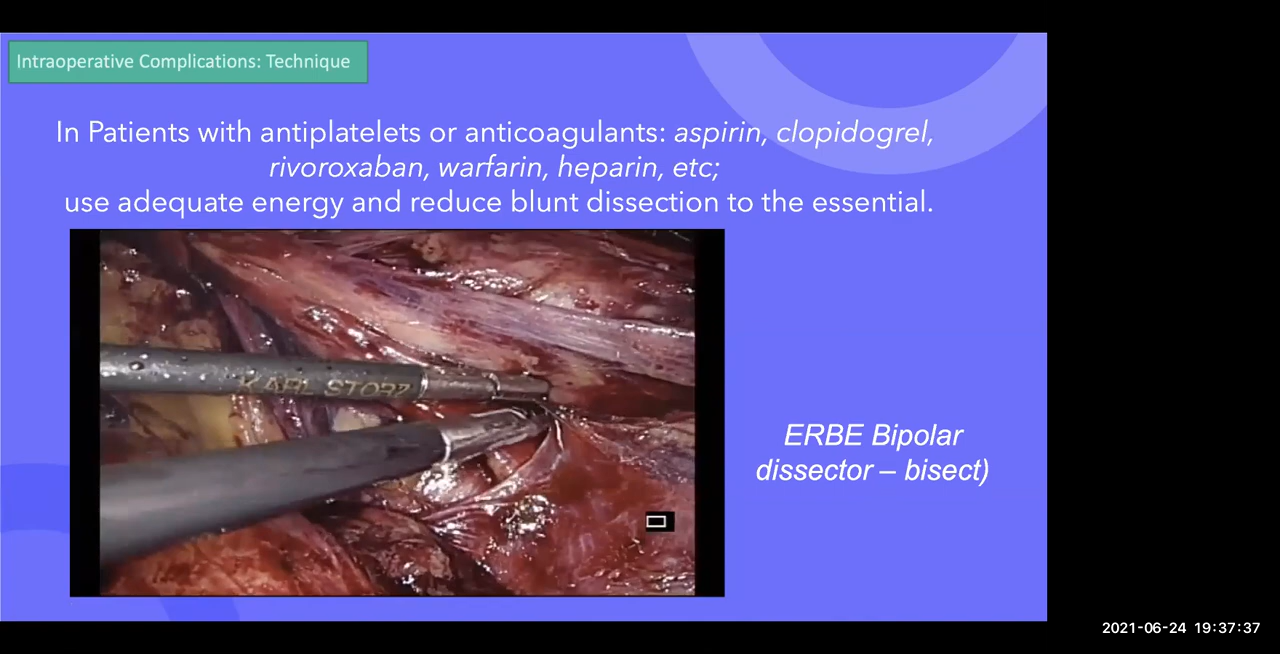 Intraoperative Complications: Technique
In Patients with antiplatelets or anticoagulants: aspirin, clopidogrel,
rivoroxaban, warfarin, heparin, etc;
use adequate energy and reduce blunt dissection to the essential.
KARL STORZ
ERBE Bipolar
dissector – bisect)
2021-06-24 19:37:37